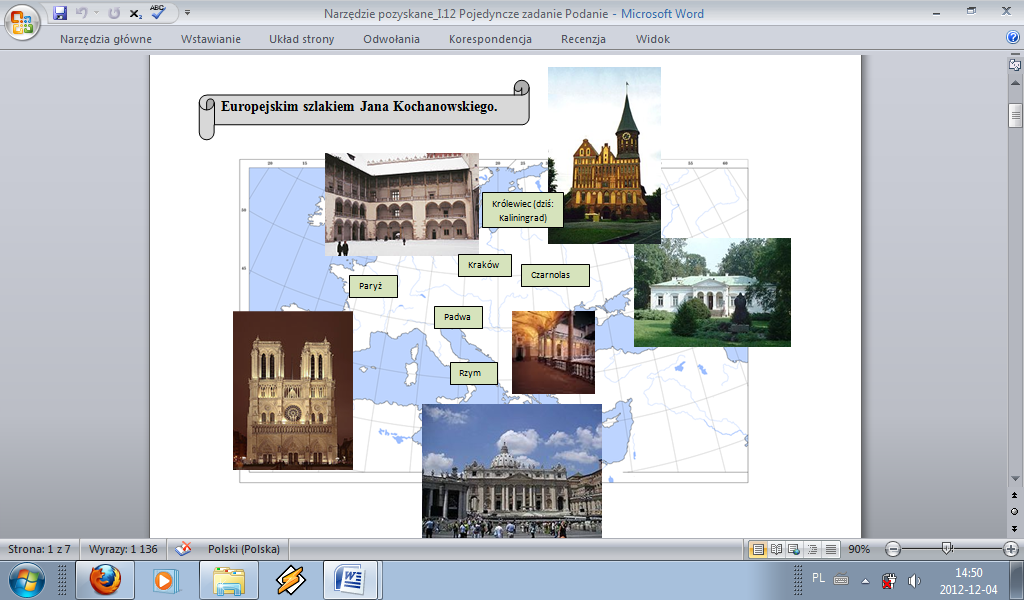 Narzędzie pozyskane_I.12 Pojedyncze zadanie Podanie - Microsoft Word
Narzędzia główne Wstawianie Układ strony Odwołania Korespondencja Recenzja Widok
Europejskim szlakiem Jana Kochanowskiego.
Królewiec (dziś:
Kaliningrad)
Kraków
Czarnolas
Paryż
Padwa
Rzym
Strona: 1 z 7 Wyrazy: 1 136 Polski (Polska) 90%
PL 14:50
2012-12-04